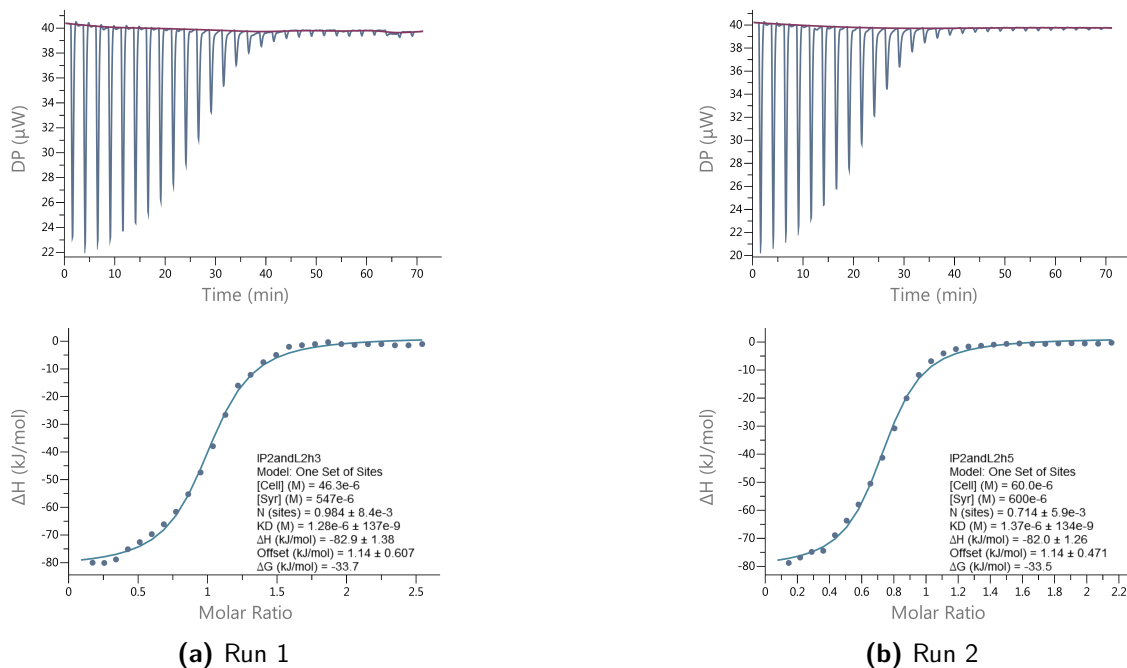 40
38
36
34
32
30
28
26
24
22
DP (µW)
0 10 20 30 40 50 60 70
Time (min)
0
-10
-20
-30
-40
-50
-60
-70
-80
ΔH (kJ/mol)
IP2andL2h3
Model: One Set of Sites
[Cell] (M) = 46.3e-6
[Syr] (M) = 547e-6
N (sites) = 0.984 ± 8.4e-3
KD (M) = 1.28e-6 ± 137e-9
ΔH (kJ/mol) = -82.9 ± 1.38
Offset (kJ/mol) = 1.14 ± 0.607
ΔG (kJ/mol) = -33.7
0 0.5 1 1.5 2 2.5
Molar Ratio
(a) Run 1
40
38
36
34
32
30
28
26
24
22
20
DP (µW)
0 10 20 30 40 50 60 70
Time (min)
0
-10
-20
-30
-40
-50
-60
-70
-80
ΔH (kJ/mol)
IP2andL2h5
Model: One Set of Sites
[Cell] (M) = 60.0e-6
[Syr] (M) = 600e-6
N (sites) = 0.714 ± 5.9e-3
KD (M) = 1.37e-6 ± 134e-9
ΔH (kJ/mol) = -82.0 ± 1.26
Offset (kJ/mol) = 1.14 ± 0.471
ΔG (kJ/mol) = -33.5
0 0.2 0.4 0.6 0.8 1 1.2 1.4 1.6 1.8 2 2.2
Molar Ratio
(b) Run 2